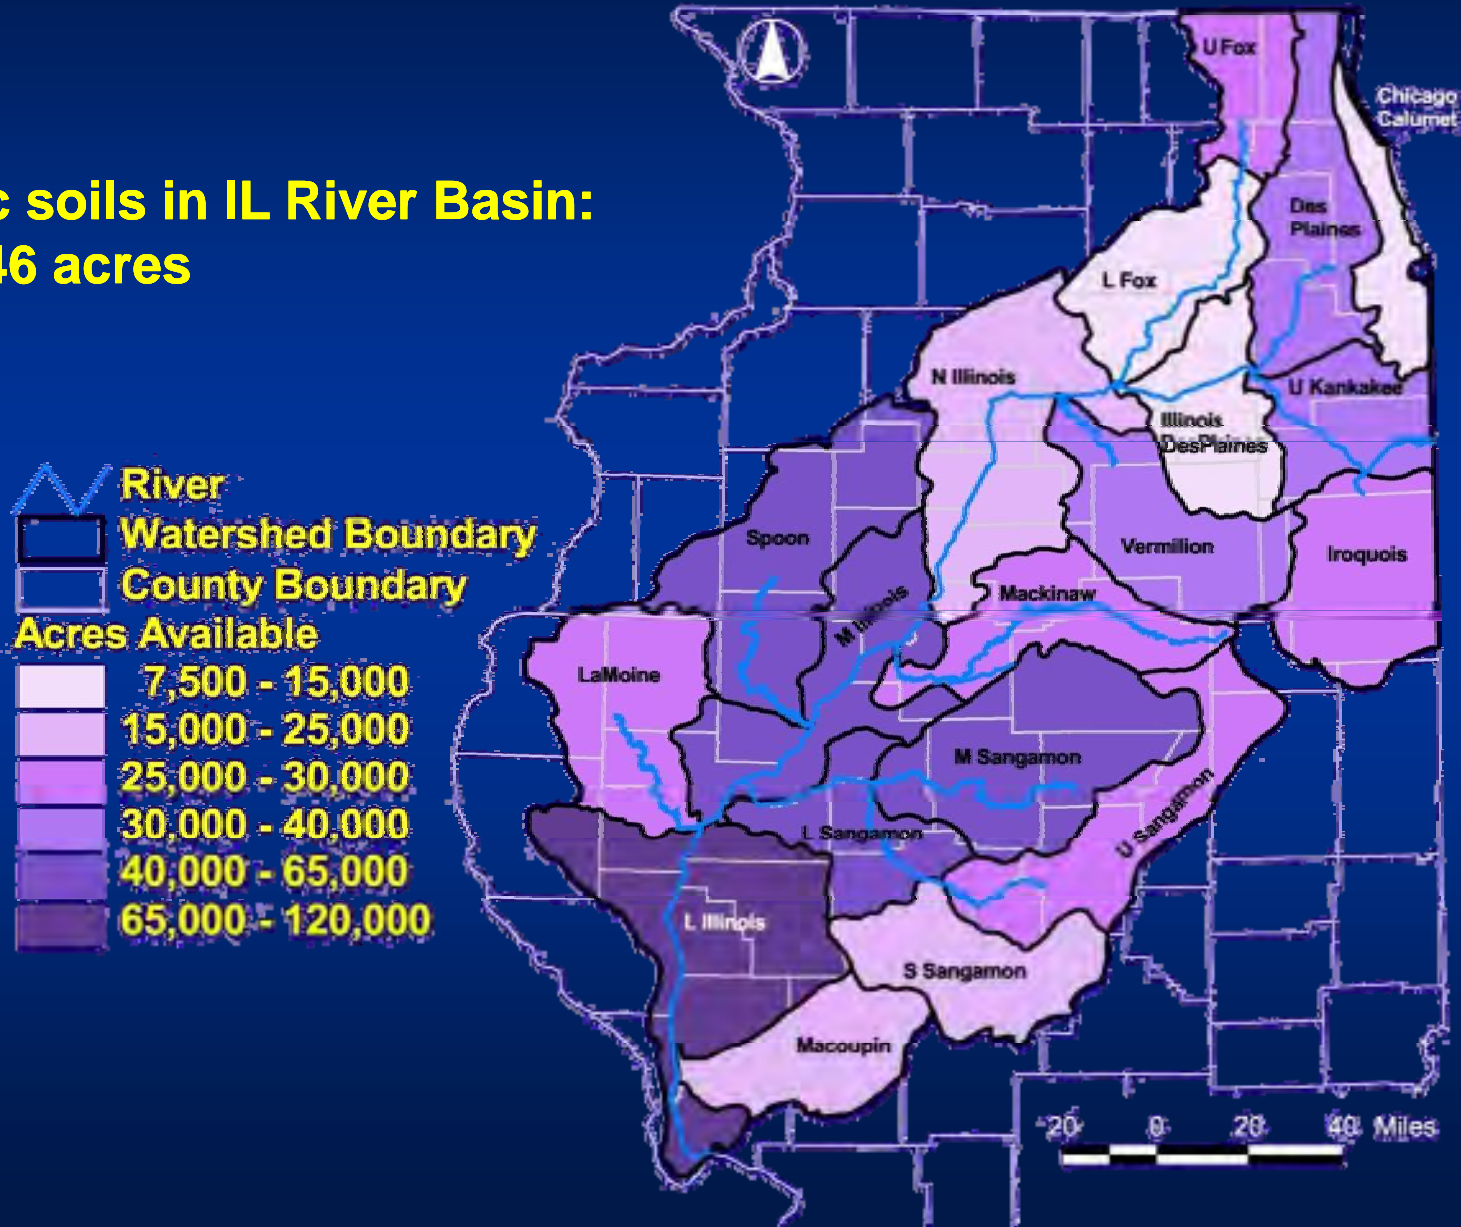 c soils in IL River Basin:
46 acres
River
Watershed Boundary
County Boundary
Acres Available
7,500 - 15,000
15,000 - 25,000
25,000 - 30,000
30,000 - 40,000
40,000 - 65,000
65,000 - 120,000
U Fox
Chicago
Calumet
Des
Plaines
L Fox
N Illinois
U Kankakee
Illinois
DesPlaines
Spoon
Vermilion
Iroquois
M Illinois
Mackinaw
LaMoine
M Sangamon
U Sangamon
L Sangamon
L Illinois
S Sangamon
Macoupin
20 0 20 40 Miles